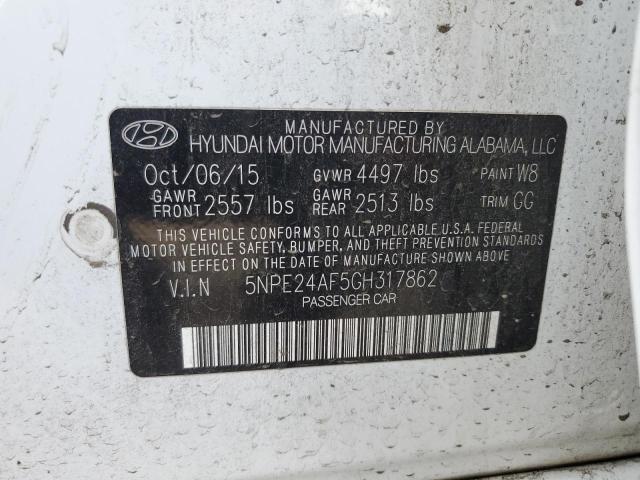 MANUFACTURED BY
HYUNDAI MOTOR MANUFACTURING ALABAMA, LLC
Oct/06/15 GVWR 4497 lbs PAINT W8
GAWR FRONT 2557 lbs GAWR REAR 2513 lbs TRIM GG
THIS VEHICLE CONFORMS TO ALL APPLICABLE U.S.A. FEDERAL
MOTOR VEHICLE SAFETY, BUMPER, AND THEFT PREVENTION STANDARDS
IN EFFECT ON THE DATE OF MANUFACTURE SHOWN ABOVE.
V.I.N 5NPE24AF5GH317862
PASSENGER CAR